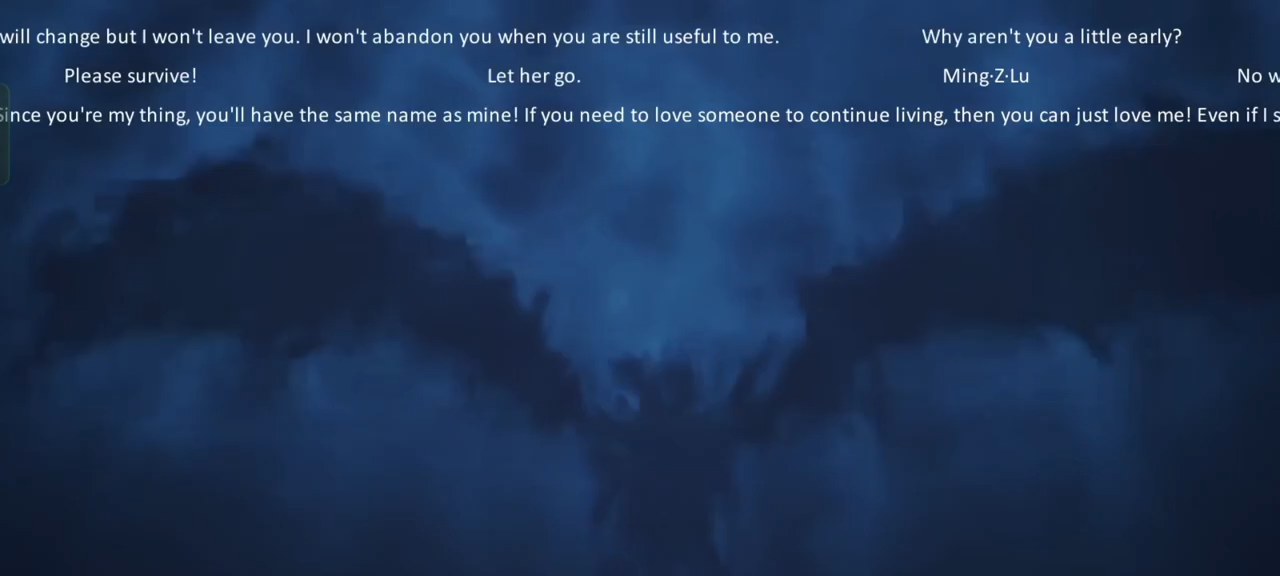 will change but I won't leave you. I won't abandon you when you are still useful to me. Why aren't you a little early?
Please survive! Let her go. Ming·Z·Lu No w
Since you're my thing, you'll have the same name as mine! If you need to love someone to continue living, then you can just love me! Even if I s